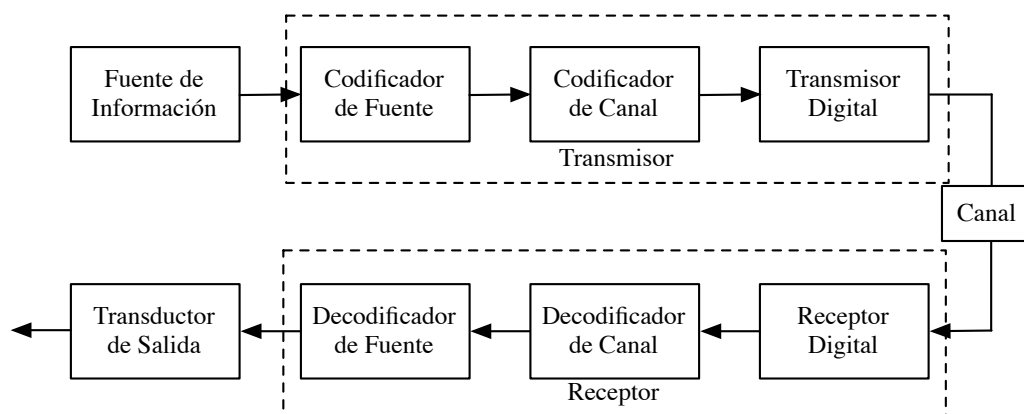 Fuente de
Información
Codificador
de Fuente
Codificador
de Canal
Transmisor
Digital
Transmisor
Canal
Transductor
de Salida
Decodificador
de Fuente
Decodificador
de Canal
Receptor
Digital
Receptor